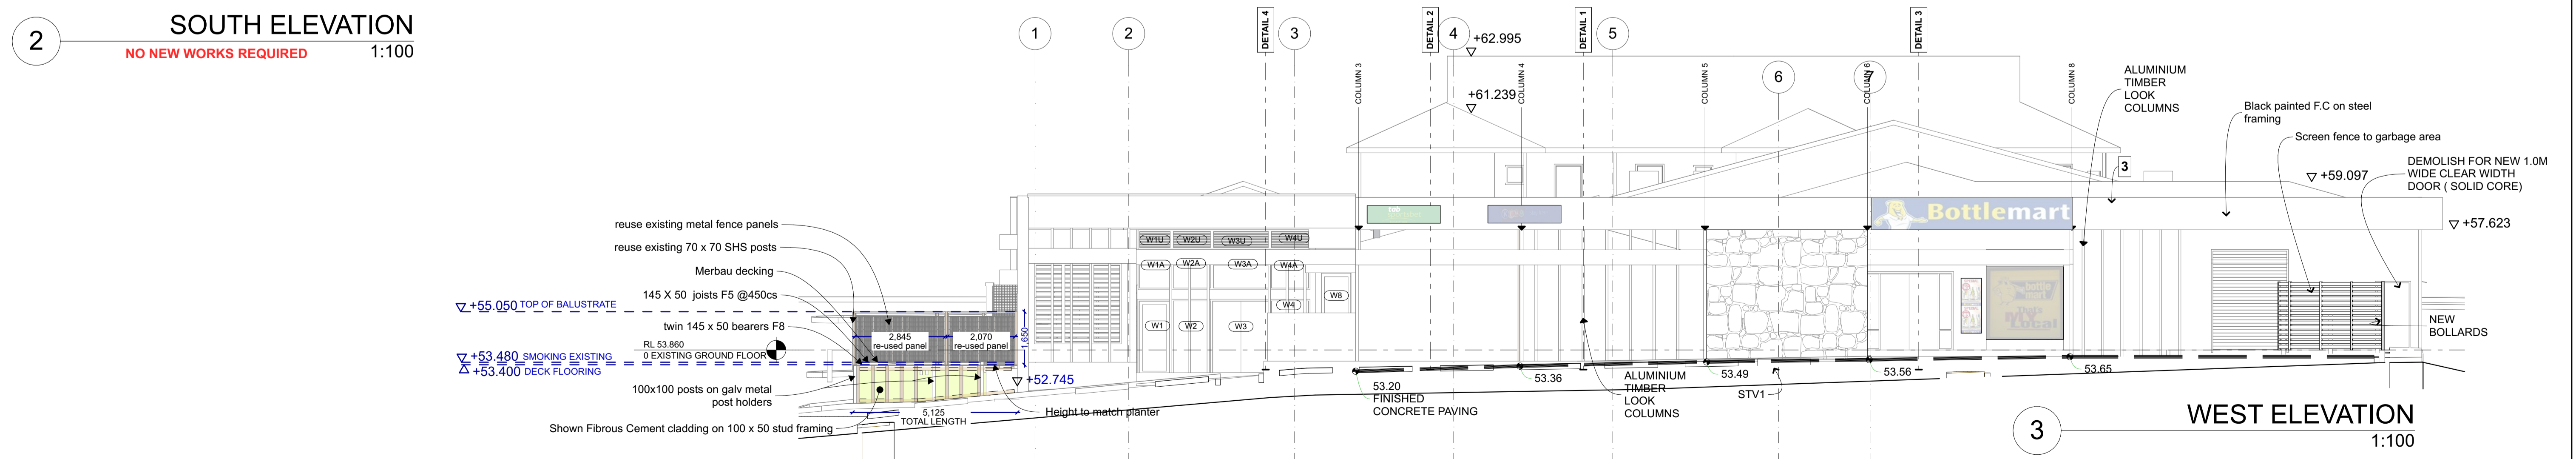 2
SOUTH ELEVATION
NO NEW WORKS REQUIRED
1:100
1
2
DETAIL 4
3
DETAIL 2
4
DETAIL 1
5
DETAIL 3
6
7
+62.995
+61.239
COLUMN 3
COLUMN 4
COLUMN 5
COLUMN 6
COLUMN 8
ALUMINIUM
TIMBER
LOOK
COLUMNS
Black painted F.C on steel
framing
Screen fence to garbage area
DEMOLISH FOR NEW 1.0M
WIDE CLEAR WIDTH
DOOR ( SOLID CORE)
3
+59.097
+57.623
tab
Bottlemart
reuse existing metal fence panels
reuse existing 70 x 70 SHS posts
Merbau decking
145 X 50 joists F5 @450cs
twin 145 x 50 bearers F8
+55.050 TOP OF BALUSTRATE
RL 53.860
0 EXISTING GROUND FLOOR
+53.480 SMOKING EXISTING
+53.400 DECK FLOORING
2,845
re-used panel
2,070
re-used panel
1,650
+52.745
100x100 posts on galv metal
post holders
5,125
TOTAL LENGTH
Height to match planter
Shown Fibrous Cement cladding on 100 x 50 stud framing
W1U
W2U
W3U
W4U
W1A
W2A
W3A
W4A
W4
W8
W1
W2
W3
Local
NEW
BOLLARDS
53.20
FINISHED
CONCRETE PAVING
53.36
ALUMINIUM
TIMBER
LOOK
COLUMNS
53.49
STV1
53.56
53.65
3
WEST ELEVATION
1:100